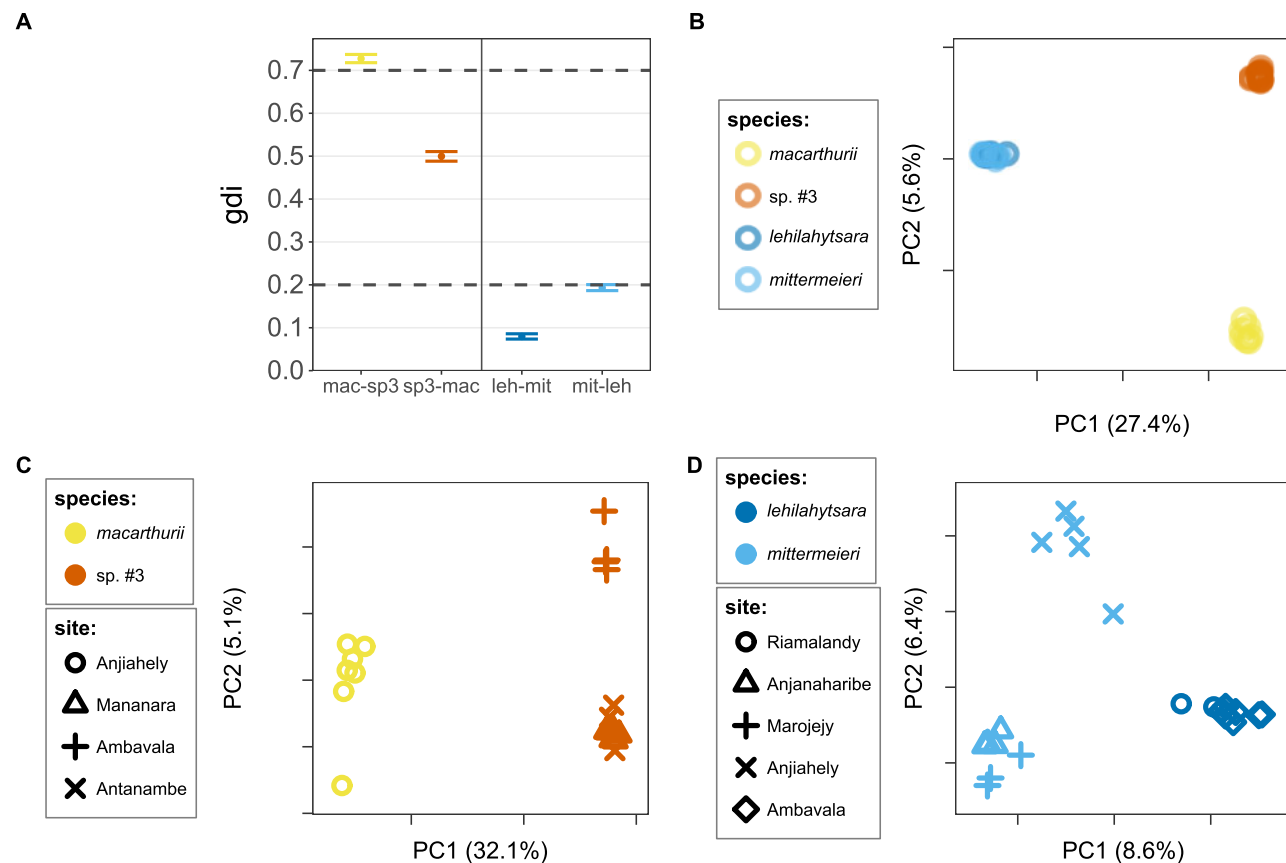 A
gdi
0.7
0.6
0.5
0.4
0.3
0.2
0.1
0.0
mac-sp3 sp3-mac leh-mit mit-leh
B
species:
macarthurii
sp. #3
lehilahytsara
mittermeieri
PC2 (5.6%)
PC1 (27.4%)
C
species:
macarthurii
sp. #3
site:
Anjiahely
Mananara
Ambavala
Antanambe
PC2 (5.1%)
PC1 (32.1%)
D
species:
lehilahytsara
mittermeieri
site:
Riamalandy
Anjanaharibe
Marojejy
Anjiahely
Ambavala
PC2 (6.4%)
PC1 (8.6%)